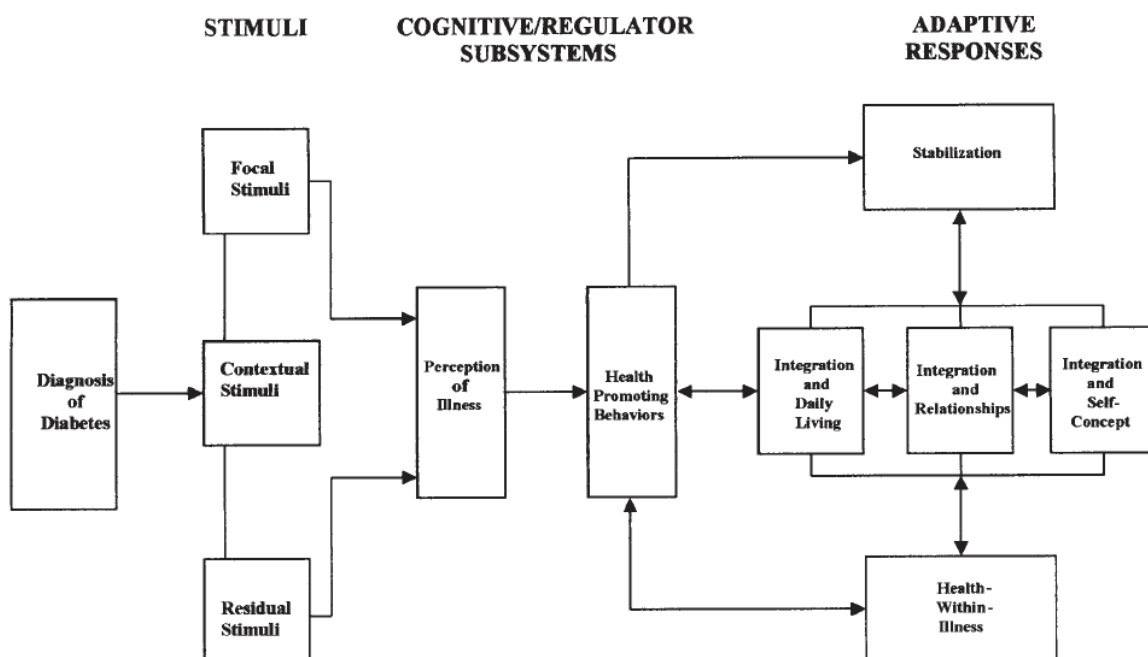 STIMULI
COGNITIVE/REGULATOR
SUBSYSTEMS
ADAPTIVE
RESPONSES
Focal
Stimuli
Stabilization
Diagnosis
of
Diabetes
Contextual
Stimuli
Perception
of
Illness
Health
Promoting
Behaviors
Integration
and
Daily
Living
Integration
and
Relationships
Integration
and
Self-
Concept
Residual
Stimuli
Health-
Within-
Illness